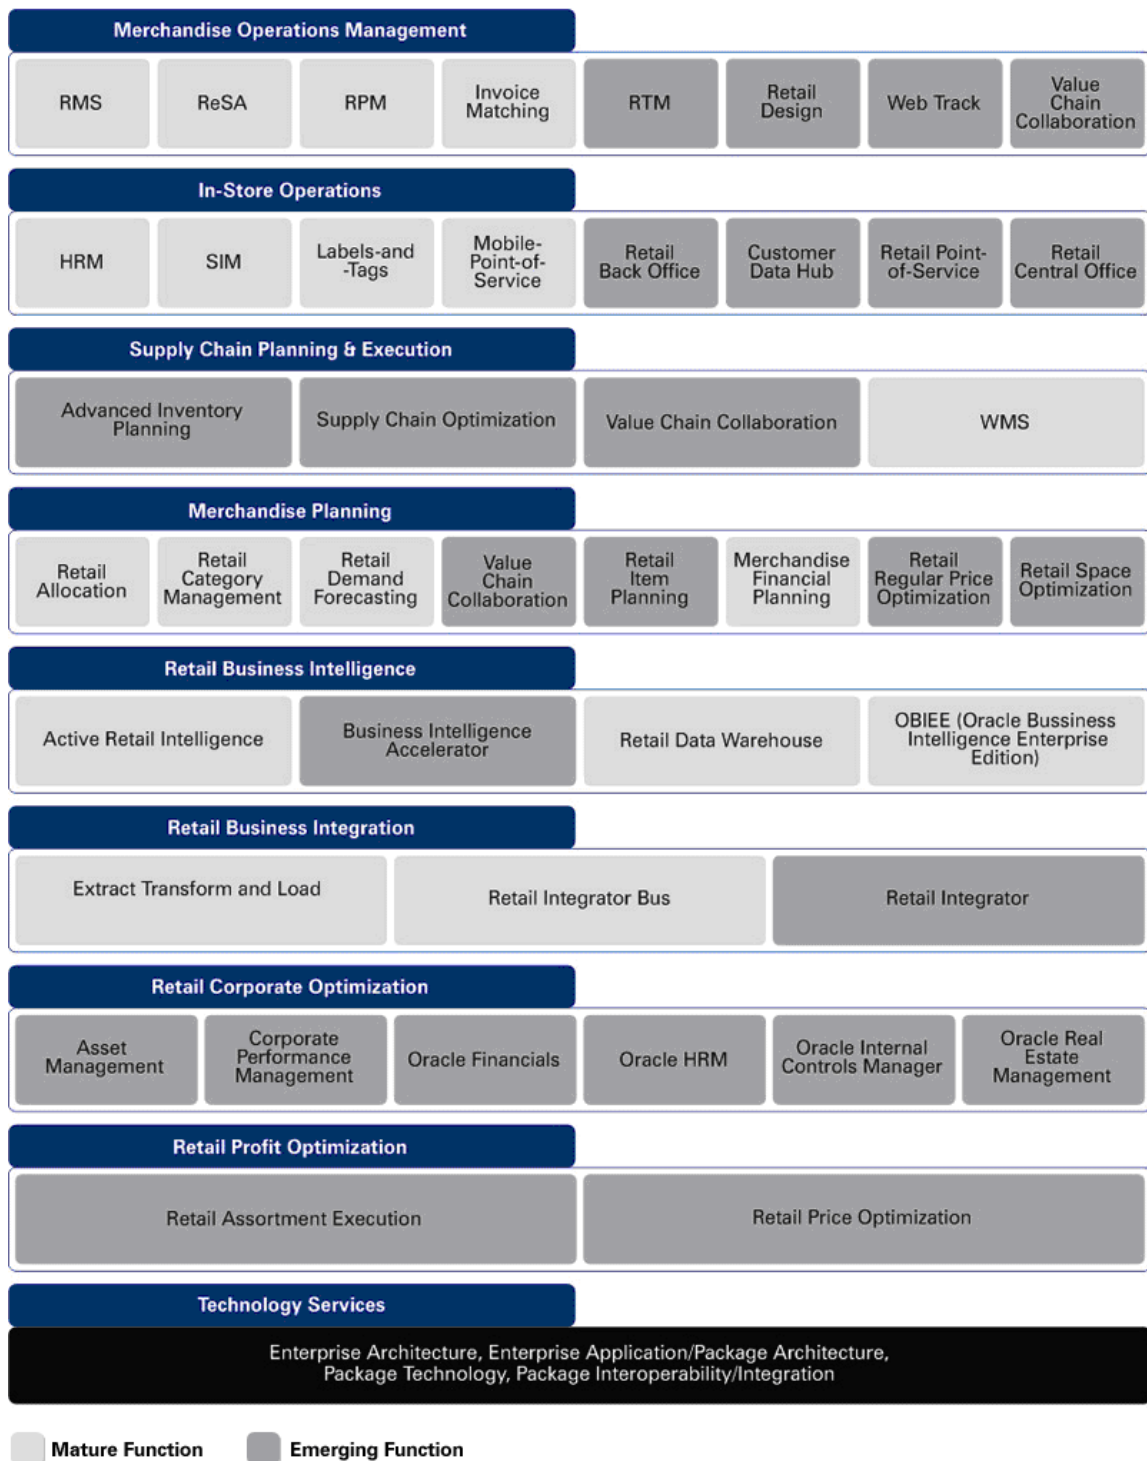 Merchandise Operations Management
RMS
ReSA
RPM
Invoice
Matching
RTM
Retail
Design
Web Track
Value
Chain
Collaboration
In-Store Operations
HRM
SIM
Labels-and
-Tags
Mobile-
Point-of-
Service
Retail
Back Office
Customer
Data Hub
Retail Point-
of-Service
Retail
Central Office
Supply Chain Planning & Execution
Advanced Inventory
Planning
Supply Chain Optimization
Value Chain Collaboration
WMS
Merchandise Planning
Retail
Allocation
Retail
Category
Management
Retail
Demand
Forecasting
Value
Chain
Collaboration
Retail
Item
Planning
Merchandise
Financial
Planning
Retail
Regular Price
Optimization
Retail Space
Optimization
Retail Business Intelligence
Active Retail Intelligence
Business Intelligence
Accelerator
Retail Data Warehouse
OBIEE (Oracle Bussiness
Intelligence Enterprise
Edition)
Retail Business Integration
Extract Transform and Load
Retail Integrator Bus
Retail Integrator
Retail Corporate Optimization
Asset
Management
Corporate
Performance
Management
Oracle Financials
Oracle HRM
Oracle Internal
Controls Manager
Oracle Real
Estate
Management
Retail Profit Optimization
Retail Assortment Execution
Retail Price Optimization
Technology Services
Enterprise Architecture, Enterprise Application/Package Architecture,
Package Technology, Package Interoperability/Integration
Mature Function
Emerging Function